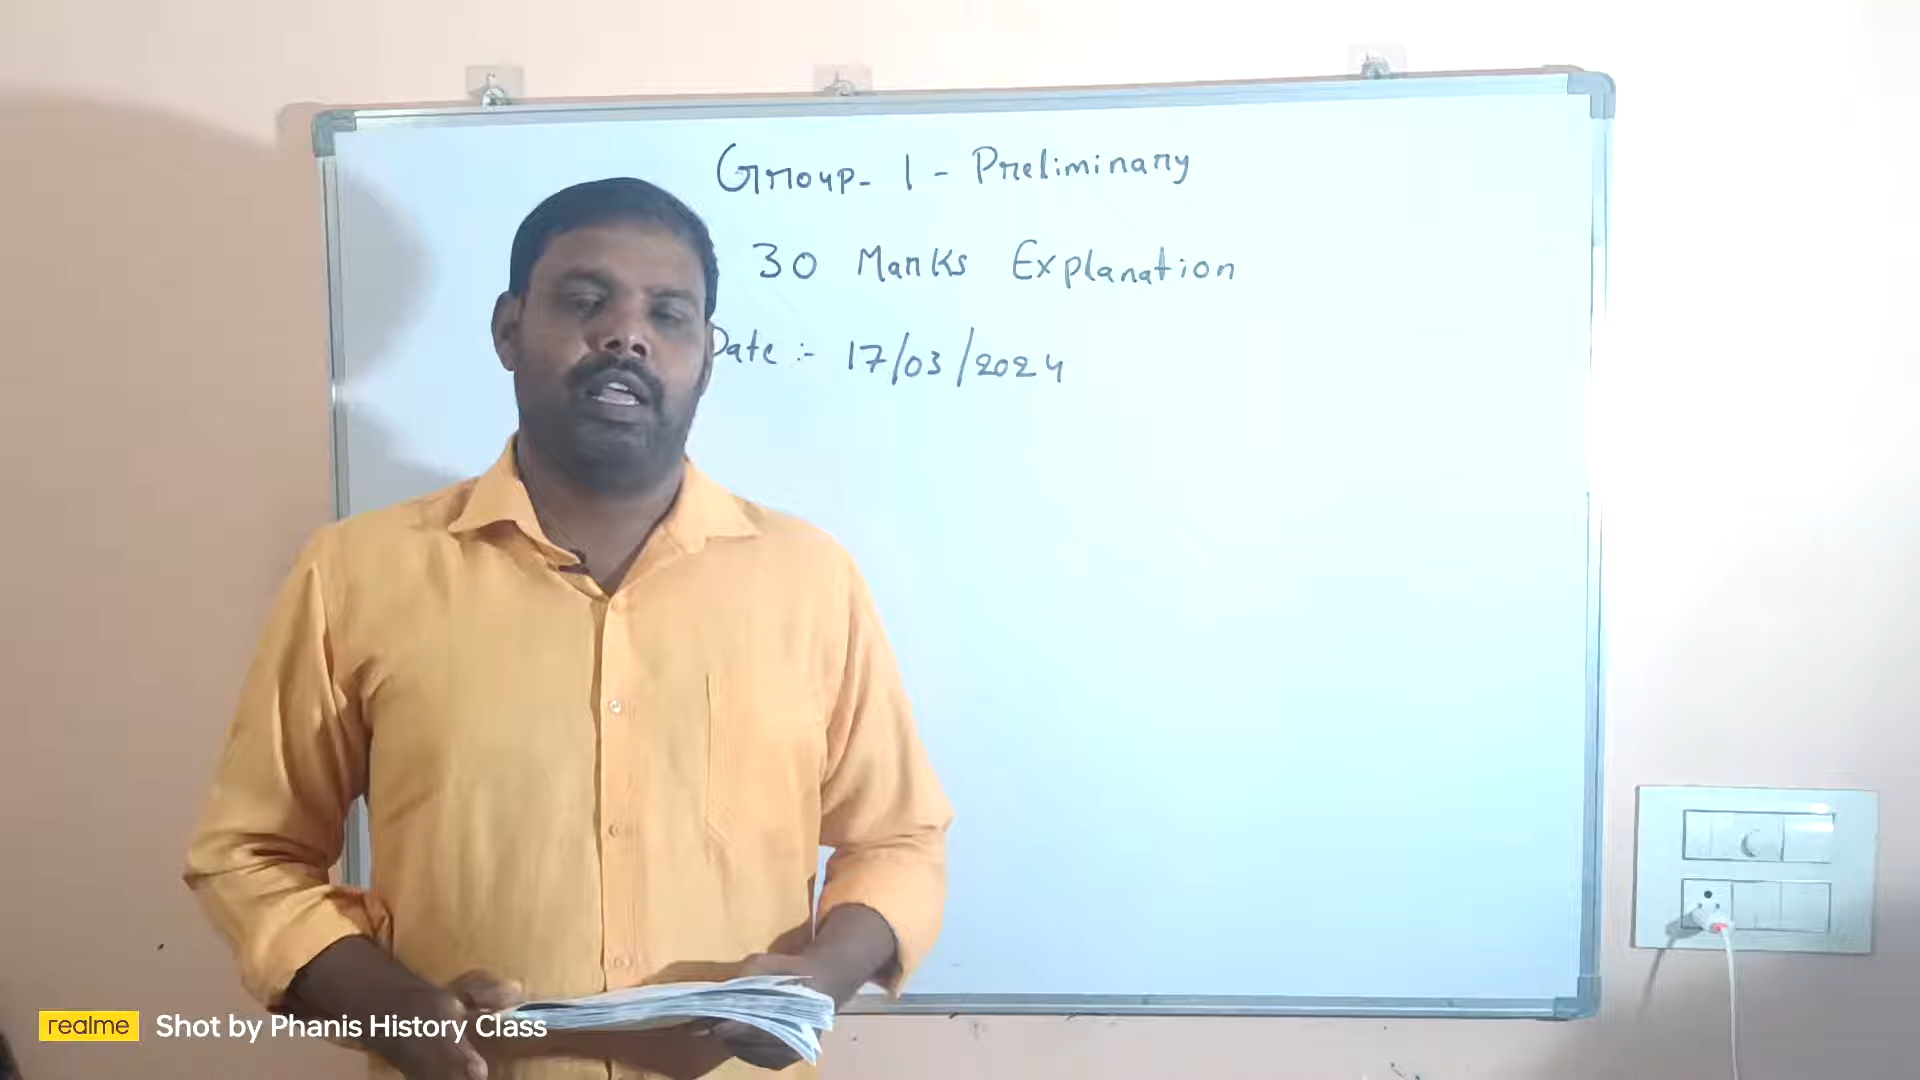 Group- 1 - Preliminary
30 Marks Explanation
Date :- 17/03/2024
realme Shot by Phanis History Class